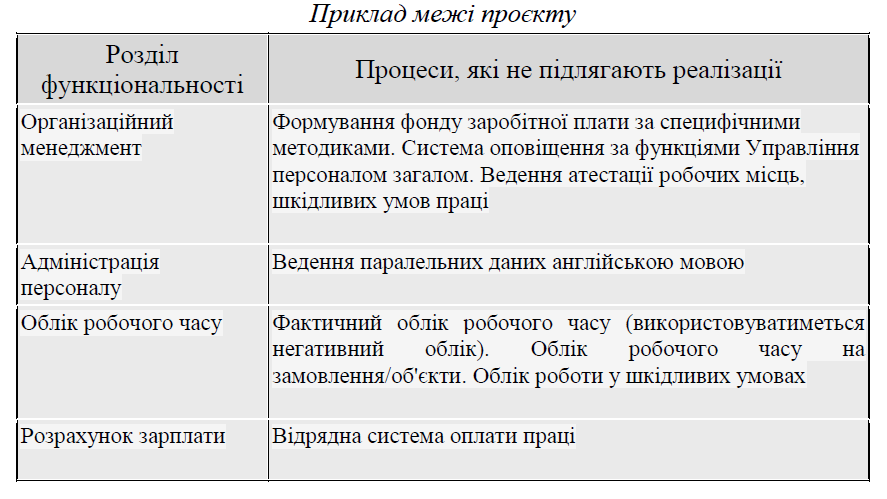 Приклад межі проєкту
Розділ
функціональності
Процеси, які не підлягають реалізації
Організаційний
менеджмент
Формування фонду заробітної плати за специфічними
методиками. Система оповіщення за функціями Управління
персоналом загалом. Ведення атестації робочих місць,
шкідливих умов праці
Адміністрація
персоналу
Ведення паралельних даних англійською мовою
Облік робочого часу
Фактичний облік робочого часу (використовуватиметься
негативний облік). Облік робочого часу на
замовлення/об'єкти. Облік роботи у шкідливих умовах
Розрахунок зарплати
Відрядна система оплати праці